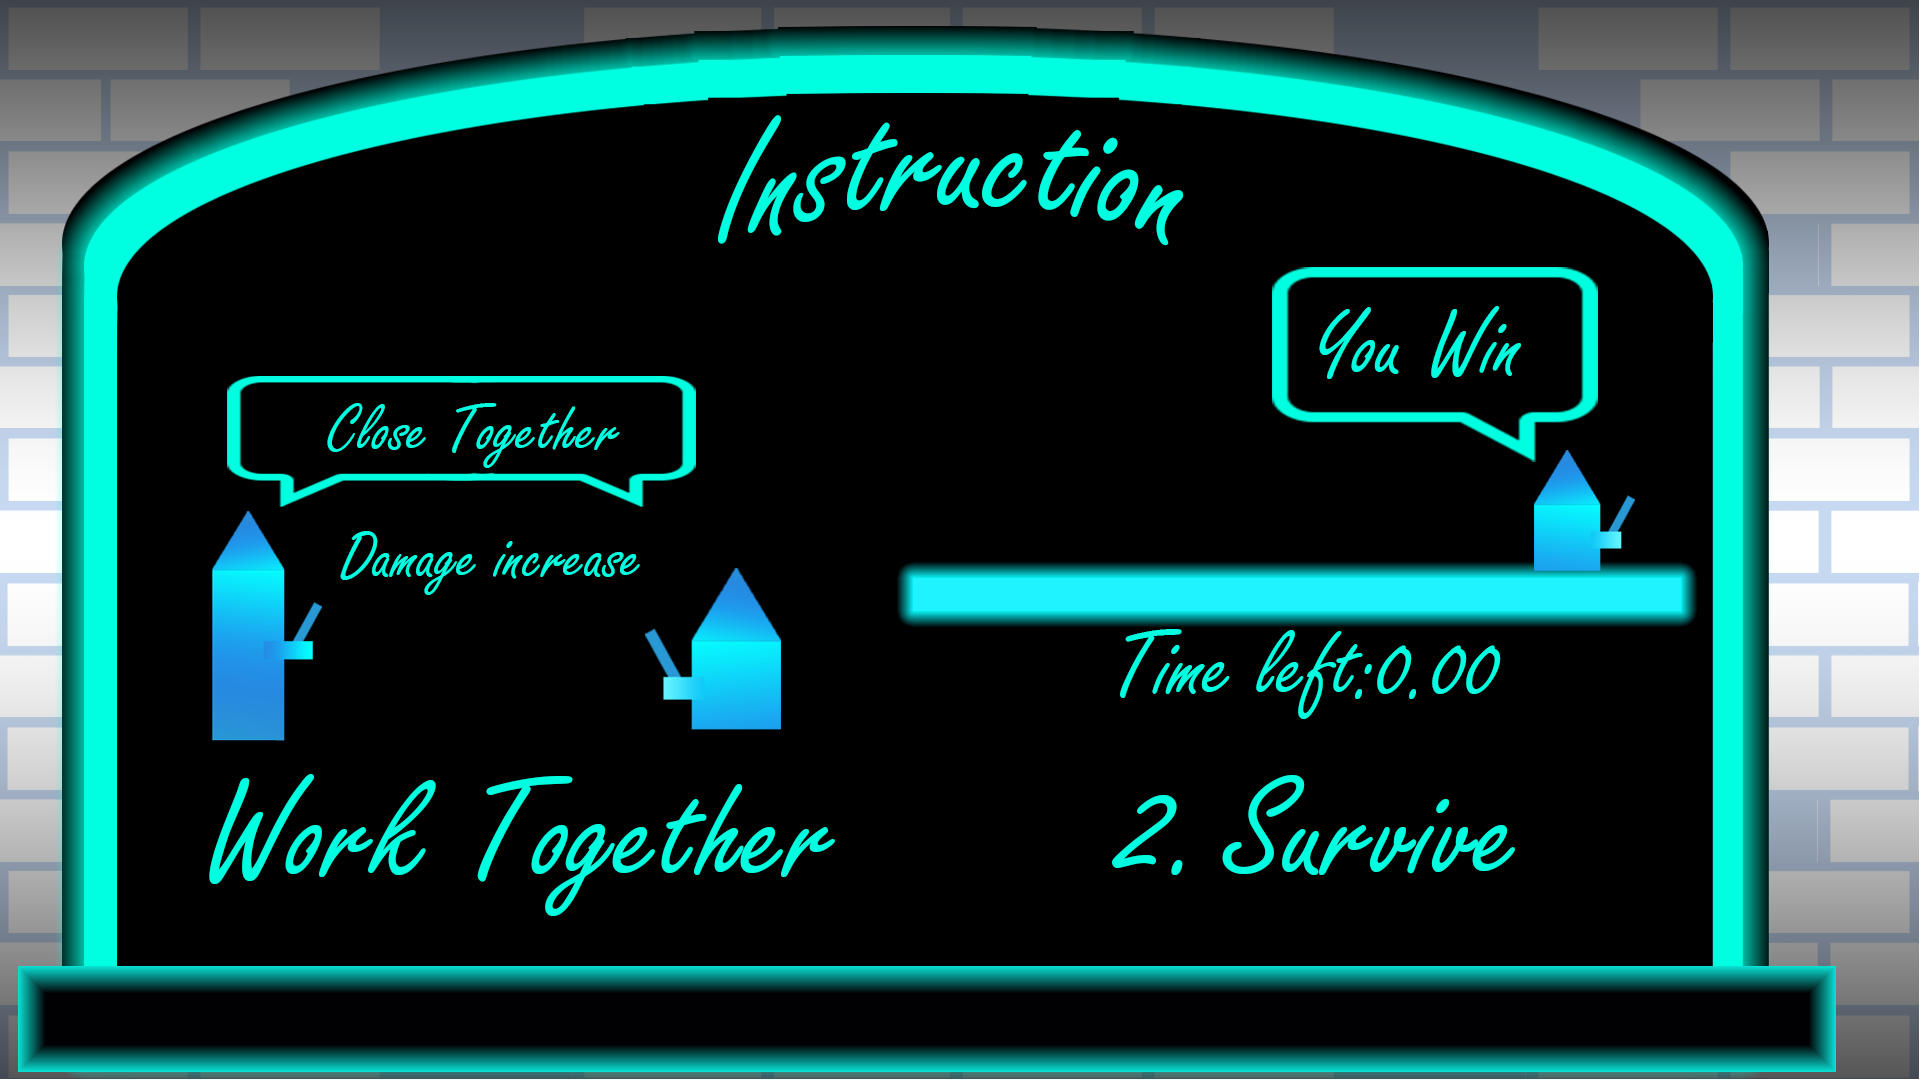 Instruction
Close Together
Damage increase
Work Together
You Win
Time left:0.00
2. Survive